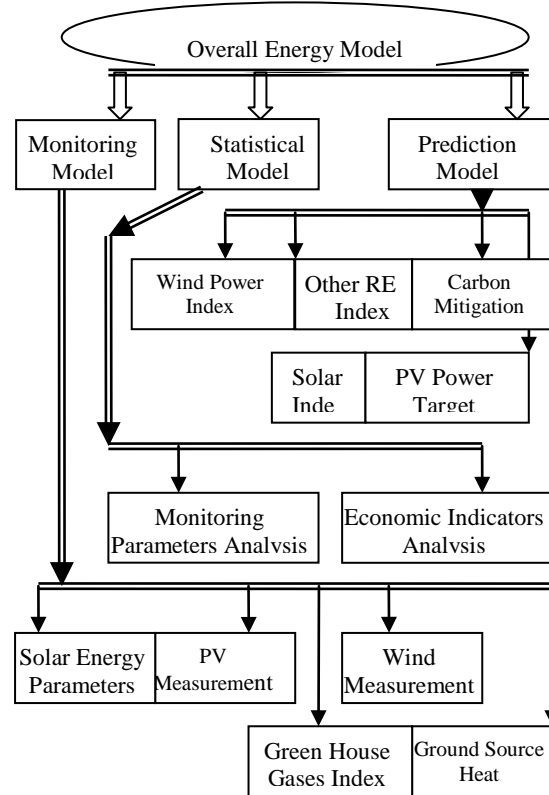 Overall Energy Model
Monitoring
Model
Statistical
Model
Prediction
Model
Wind Power
Index
Other RE
Index
Carbon
Mitigation
Solar
Inde
PV Power
Target
Monitoring
Parameters Analysis
Economic Indicators
Analysis
Solar Energy
Parameters
PV
Measurement
Wind
Measurement
Green House
Gases Index
Ground Source
Heat